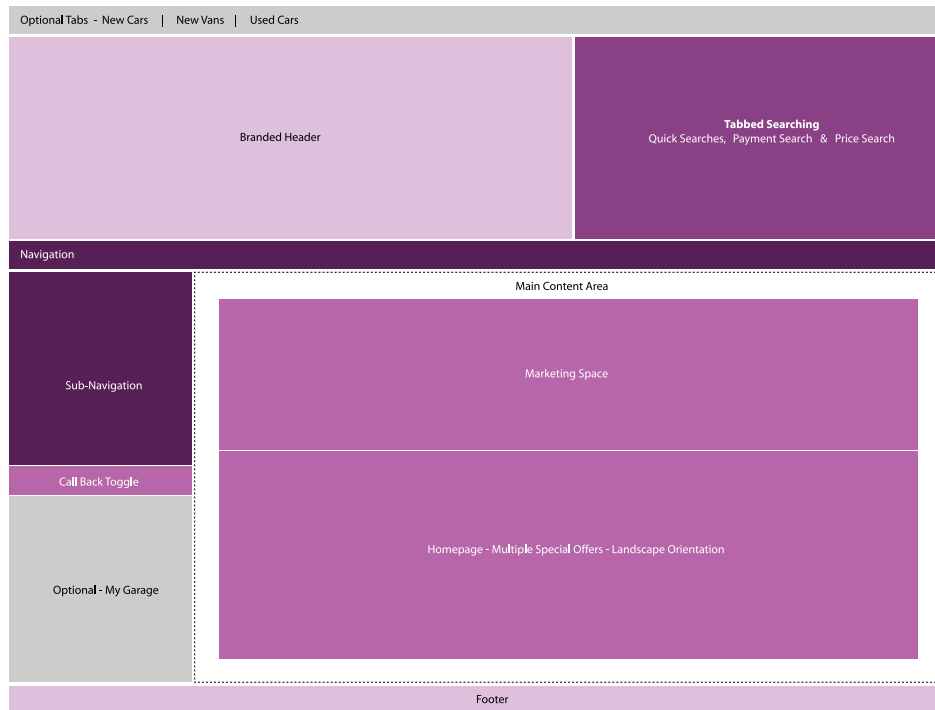 Optional Tabs - New Cars | New Vans | Used Cars
Branded Header
Tabbed Searching
Quick Searches, Payment Search & Price Search
Navigation
Main Content Area
Marketing Space
Sub-Navigation
Call Back Toggle
Homepage - Multiple Special Offers - Landscape Orientation
Optional - My Garage
Footer